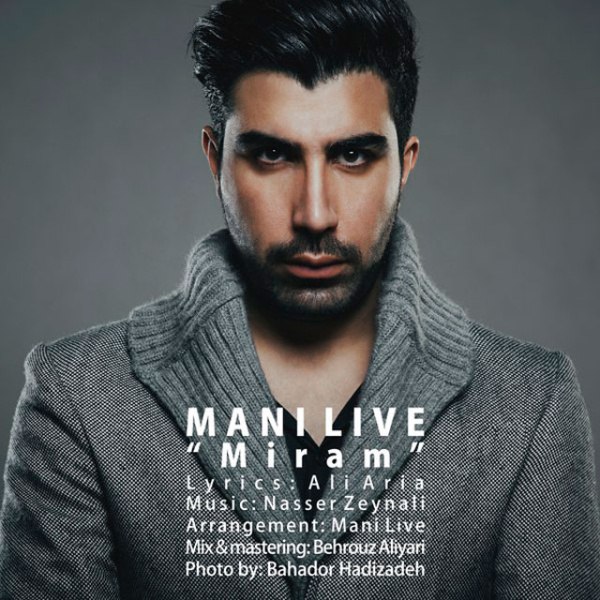 MANI LIVE
“Miram”
Lyrics: Ali Aria
Music: Nasser Zeynali
Arrangement: Mani Live
Mix & mastering: Behrouz Aliyari
Photo by: Bahador Hadizadeh